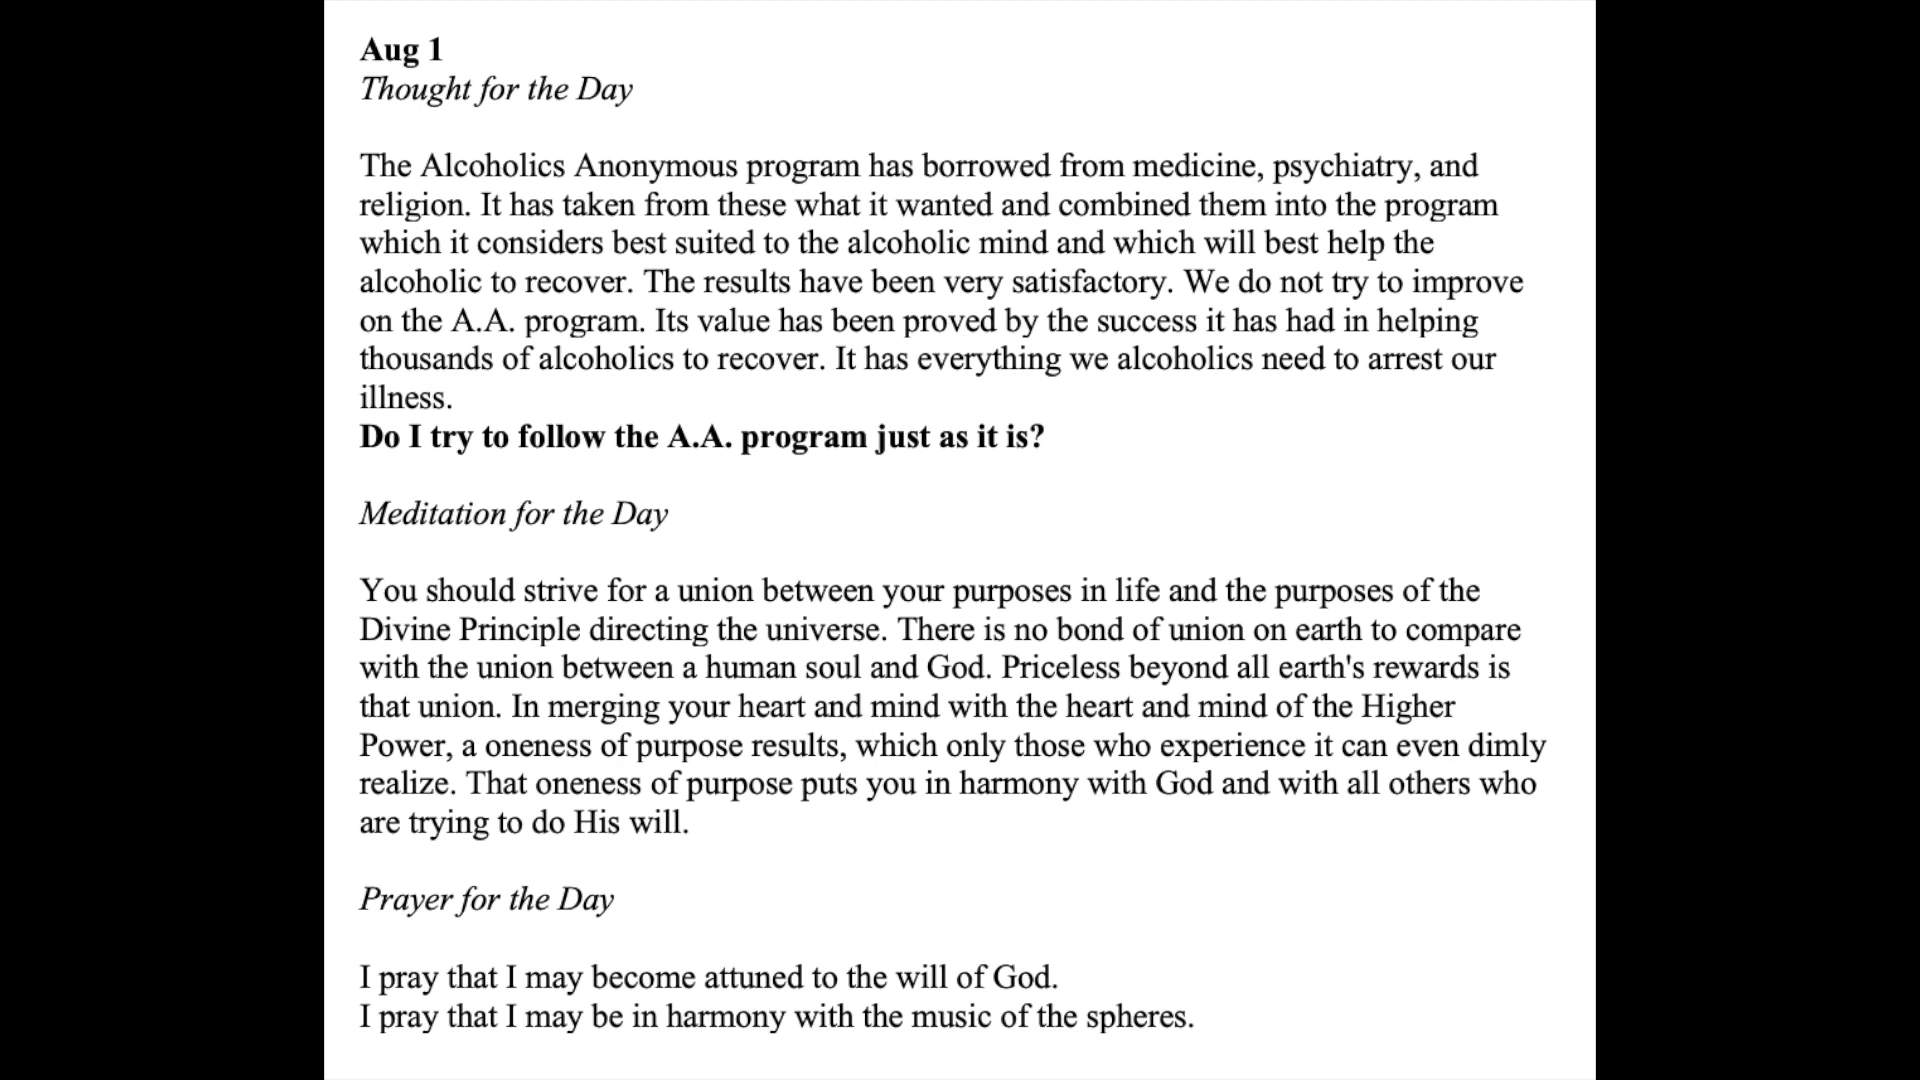 Aug 1
Thought for the Day
The Alcoholics Anonymous program has borrowed from medicine, psychiatry, and
religion. It has taken from these what it wanted and combined them into the program
which it considers best suited to the alcoholic mind and which will best help the
alcoholic to recover. The results have been very satisfactory. We do not try to improve
on the A.A. program. Its value has been proved by the success it has had in helping
thousands of alcoholics to recover. It has everything we alcoholics need to arrest our
illness.
Do I try to follow the A.A. program just as it is?
Meditation for the Day
You should strive for a union between your purposes in life and the purposes of the
Divine Principle directing the universe. There is no bond of union on earth to compare
with the union between a human soul and God. Priceless beyond all earth's rewards is
that union. In merging your heart and mind with the heart and mind of the Higher
Power, a oneness of purpose results, which only those who experience it can even dimly
realize. That oneness of purpose puts you in harmony with God and with all others who
are trying to do His will.
Prayer for the Day
I pray that I may become attuned to the will of God.
I pray that I may be in harmony with the music of the spheres.